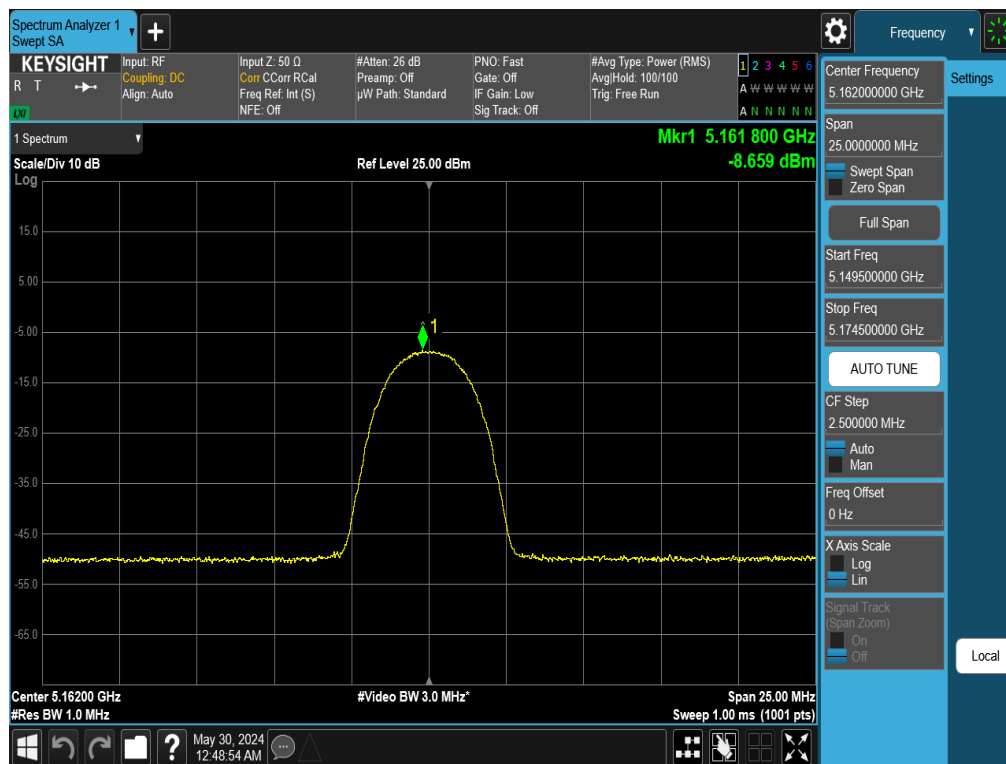 Spectrum Analyzer 1
Swept SA
Frequency
KEYSIGHT
R T
LXI
Input: RF
Coupling: DC
Align: Auto
Input Z: 50 Ω
Corr CCorr RCal
Freq Ref: Int (S)
NFE: Off
#Atten: 26 dB
Preamp: Off
µW Path: Standard
PNO: Fast
Gate: Off
IF Gain: Low
Sig Track: Off
#Avg Type: Power (RMS)
Avg|Hold: 100/100
Trig: Free Run
1 2 3 4 5 6
A W W W W W
A N N N N N
1 Spectrum
Scale/Div 10 dB
Log
Ref Level 25.00 dBm
Mkr1 5.161 800 GHz
-8.659 dBm
15.0
5.00
-5.00
-15.0
-25.0
-35.0
-45.0
-55.0
-65.0
1
Center 5.16200 GHz
#Res BW 1.0 MHz
#Video BW 3.0 MHz*
Span 25.00 MHz
Sweep 1.00 ms (1001 pts)
Center Frequency
5.162000000 GHz
Span
25.0000000 MHz
Swept Span
Zero Span
Full Span
Start Freq
5.149500000 GHz
Stop Freq
5.174500000 GHz
AUTO TUNE
CF Step
2.500000 MHz
Auto
Man
Freq Offset
0 Hz
X Axis Scale
Log
Lin
Signal Track
(Span Zoom)
On
Off
Settings
Local
?
May 30, 2024
12:48:54 AM